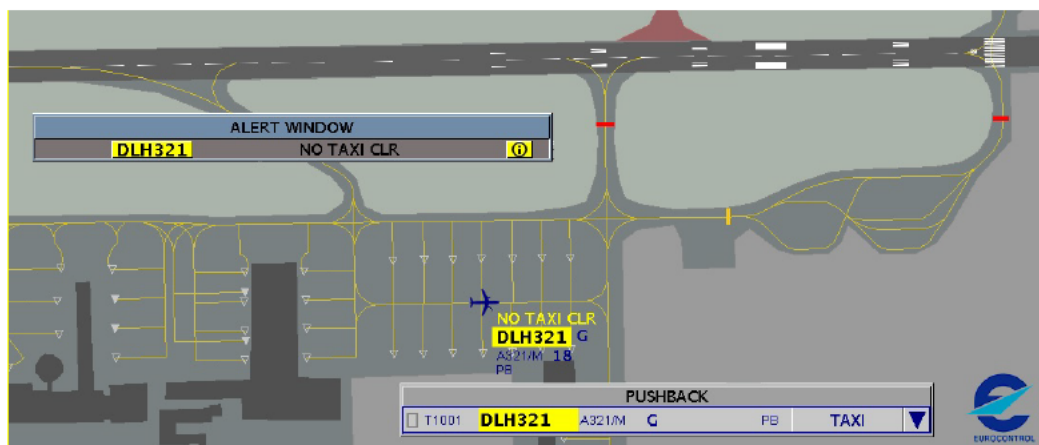 ALERT WINDOW
DLH321 NO TAXI CLR
NO TAXI CLR
DLH321 G
A321/M 18
PB
PUSHBACK
T1001 DLH321 A321/M G PB TAXI
EUROCONTROL